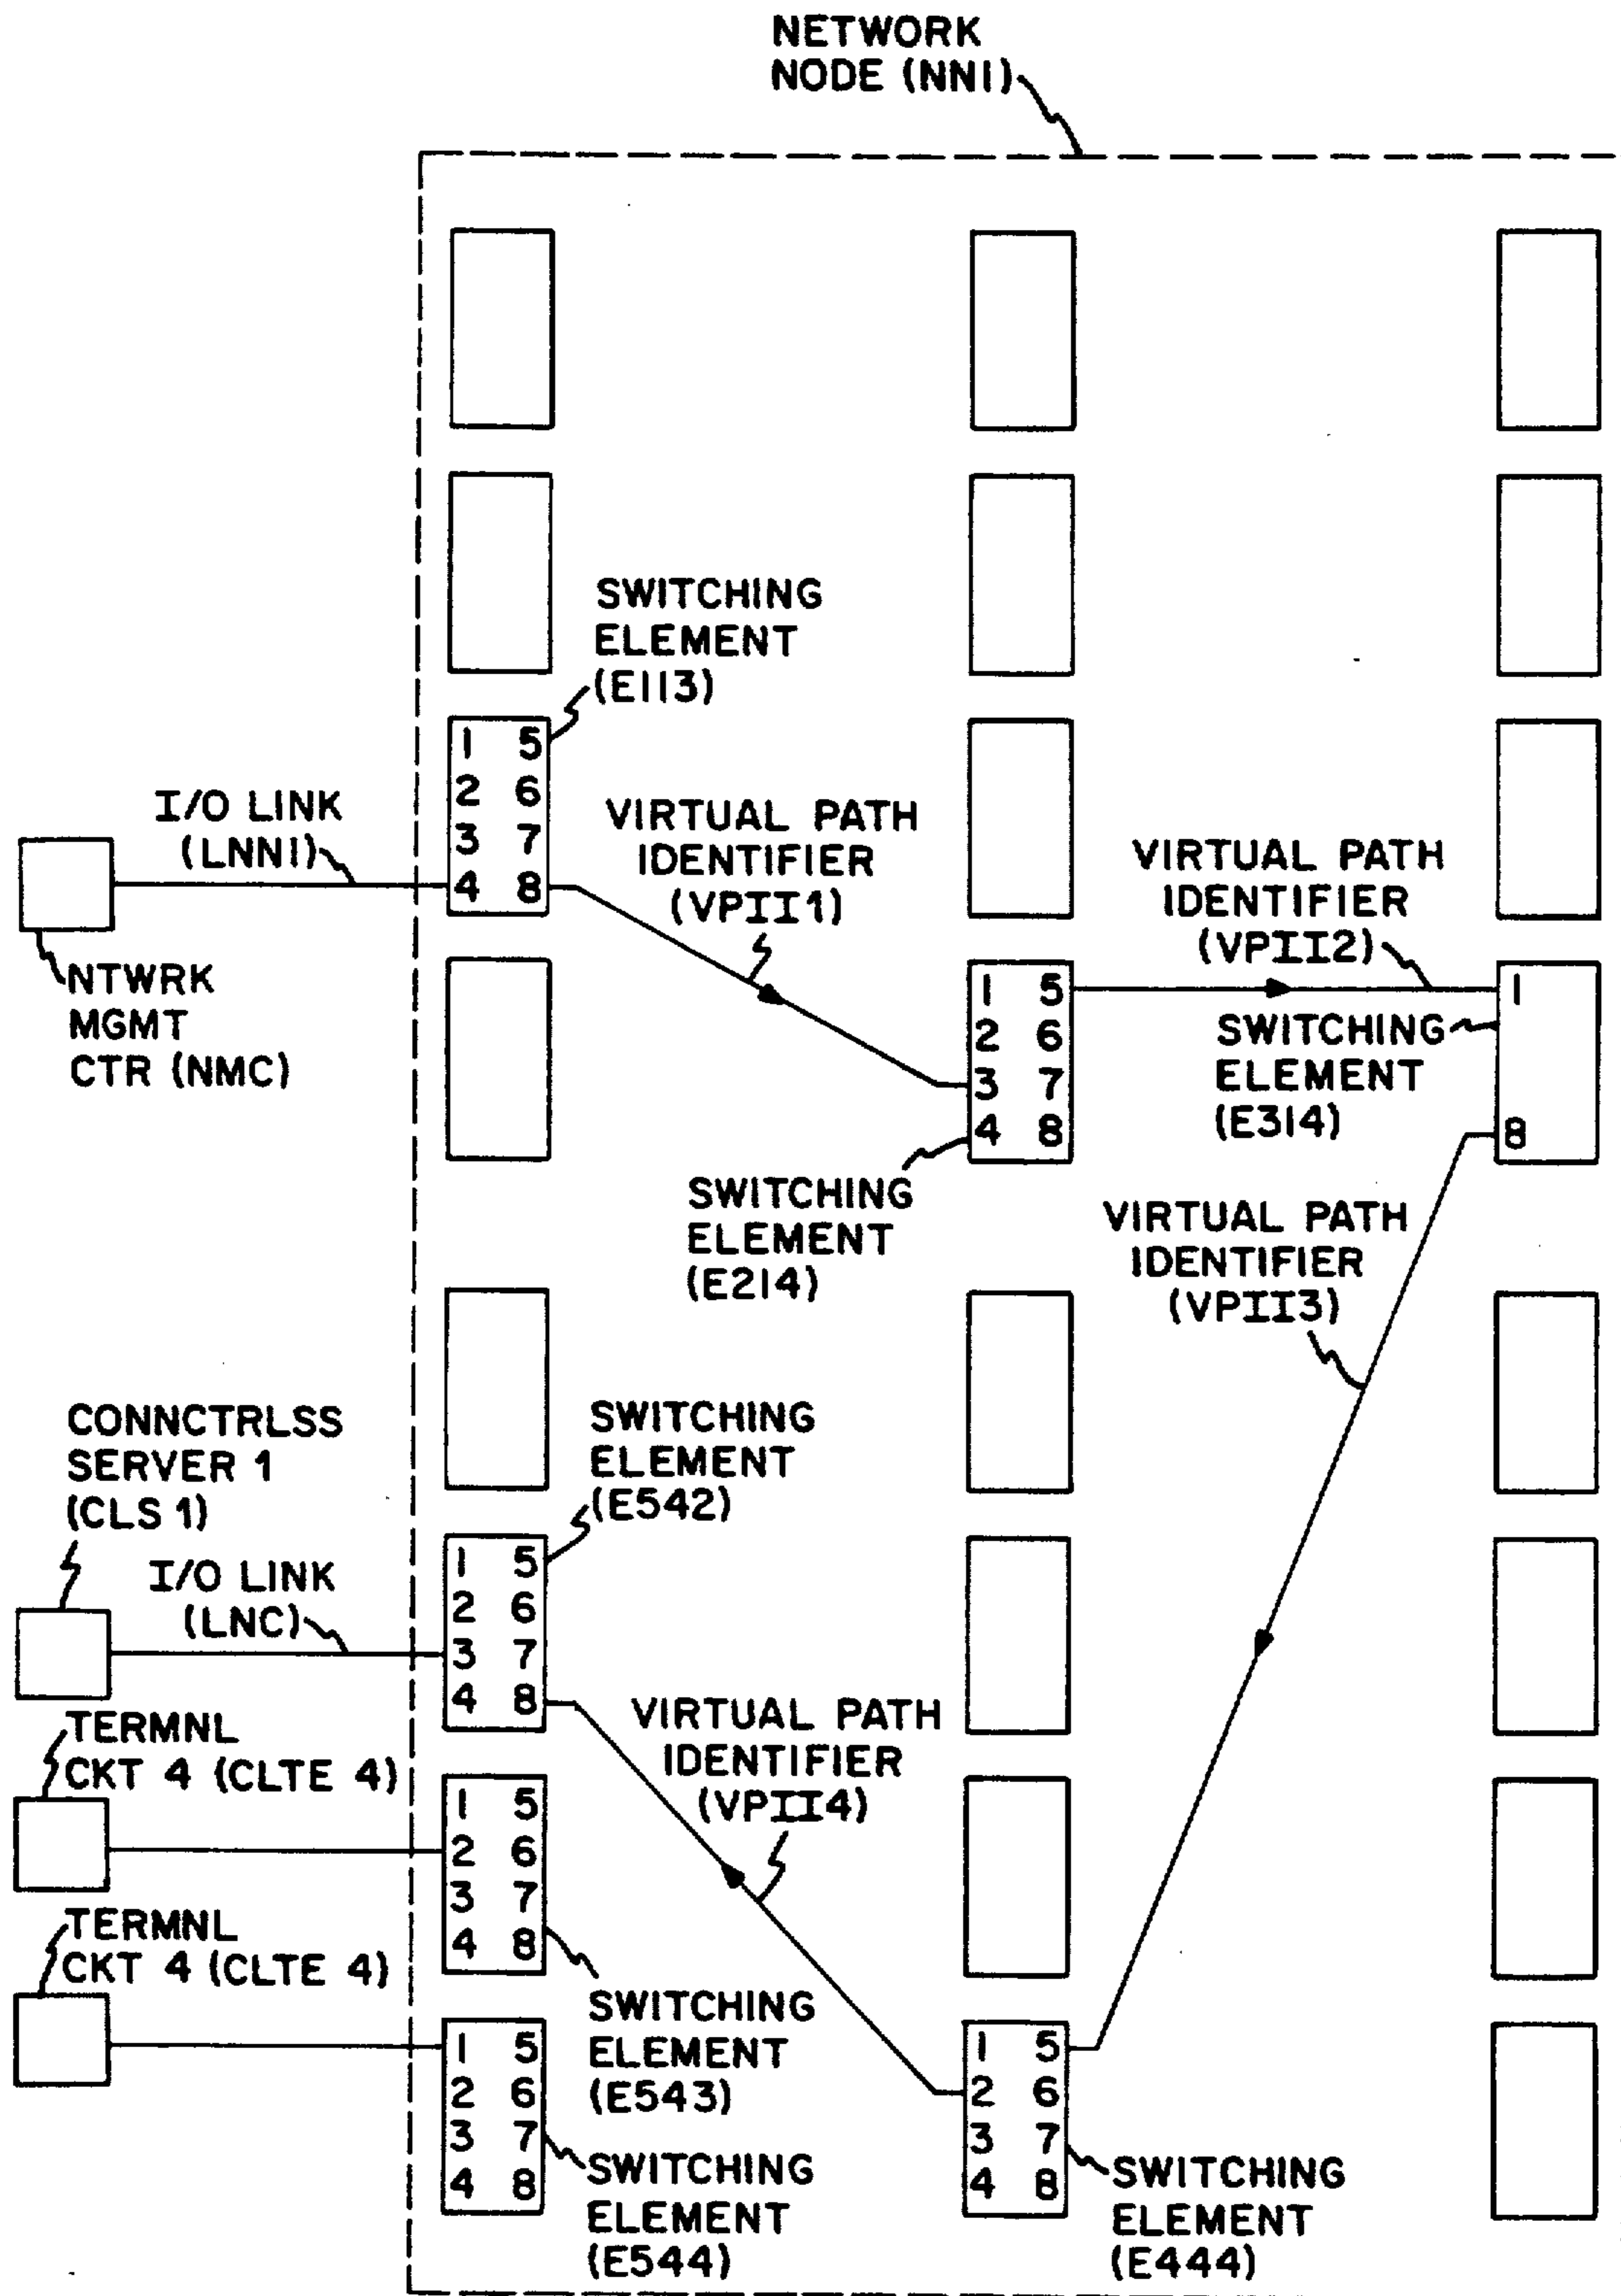 NETWORK
NODE (NN1)
SWITCHING
ELEMENT
(E113)
1 5
2 6
3 7
4 8
I/O LINK
(LNN1)
NTWRK
MGMT
CTR (NMC)
VIRTUAL PATH
IDENTIFIER
(VPII1)
VIRTUAL PATH
IDENTIFIER
(VPII2)
1 5
2 6
3 7
4 8
SWITCHING
ELEMENT
(E214)
1
SWITCHING
ELEMENT
(E314)
8
VIRTUAL PATH
IDENTIFIER
(VPII3)
CONNCTRLSS
SERVER 1
(CLS 1)
I/O LINK
(LNC)
SWITCHING
ELEMENT
(E542)
1 5
2 6
3 7
4 8
VIRTUAL PATH
IDENTIFIER
(VPII4)
TERMNL
CKT 4 (CLTE 4)
1 5
2 6
3 7
4 8
SWITCHING
ELEMENT
(E543)
TERMNL
CKT 4 (CLTE 4)
1 5
2 6
3 7
4 8
SWITCHING
ELEMENT
(E544)
1 5
2 6
3 7
4 8
SWITCHING
ELEMENT
(E444)